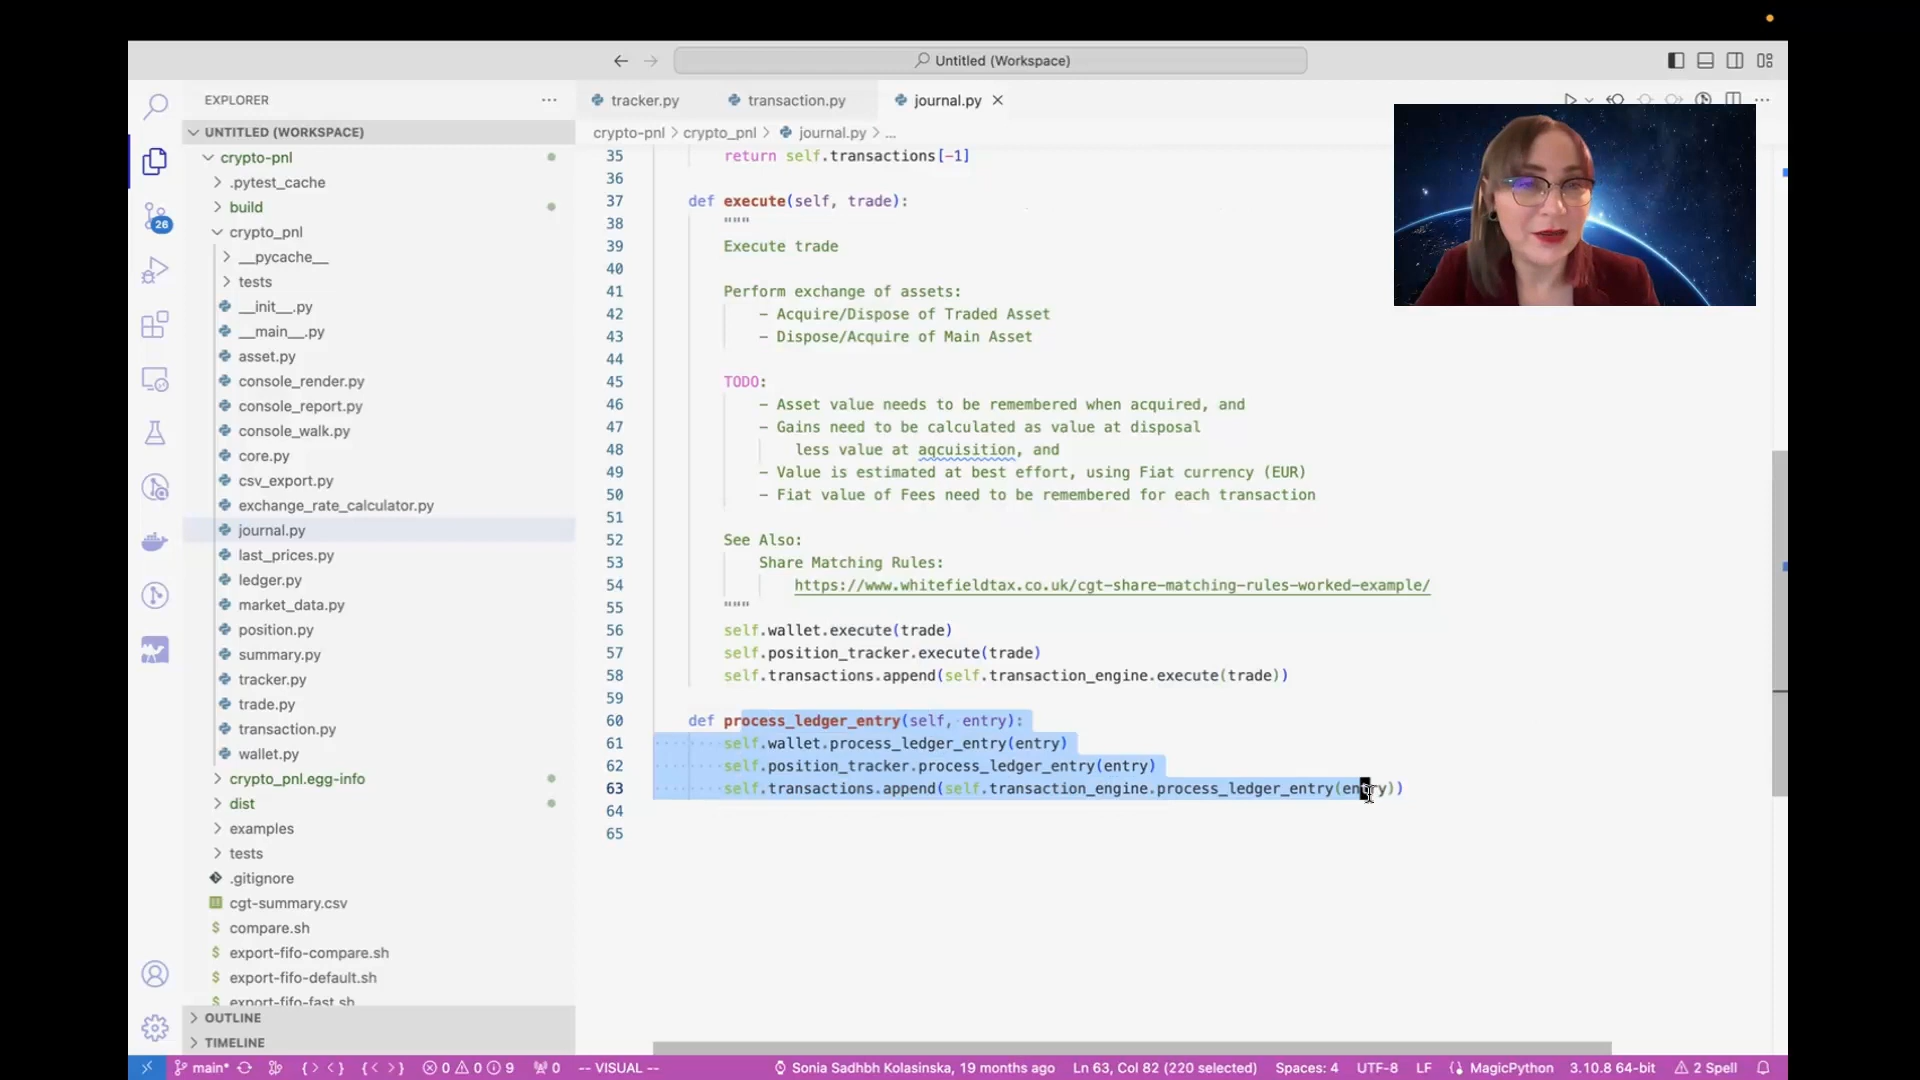 Untitled (Workspace)
EXPLORER
UNTITLED (WORKSPACE)
crypto-pnl
.pytest_cache
build
crypto_pnl
__pycache__
tests
__init__.py
__main__.py
asset.py
console_render.py
console_report.py
console_walk.py
core.py
csv_export.py
exchange_rate_calculator.py
journal.py
last_prices.py
ledger.py
market_data.py
position.py
summary.py
tracker.py
trade.py
transaction.py
wallet.py
crypto_pnl.egg-info
dist
examples
tests
.gitignore
cgt-summary.csv
compare.sh
export-fifo-compare.sh
export-fifo-default.sh
export-fifo-fast.sh
OUTLINE
TIMELINE
26
tracker.py transaction.py journal.py
crypto-pnl > crypto_pnl > journal.py > ...
35 return self.transactions[-1]
36
37 def execute(self, trade):
38 """
39 Execute trade
40
41 Perform exchange of assets:
42 - Acquire/Dispose of Traded Asset
43 - Dispose/Acquire of Main Asset
44
45 TODO:
46 - Asset value needs to be remembered when acquired, and
47 - Gains need to be calculated as value at disposal
48 less value at aqcuisition, and
49 - Value is estimated at best effort, using Fiat currency (EUR)
50 - Fiat value of Fees need to be remembered for each transaction
51
52 See Also:
53 Share Matching Rules:
54 https://www.whitefieldtax.co.uk/cgt-share-matching-rules-worked-example/
55 """
56 self.wallet.execute(trade)
57 self.position_tracker.execute(trade)
58 self.transactions.append(self.transaction_engine.execute(trade))
59
60 def process_ledger_entry(self, entry):
61 self.wallet.process_ledger_entry(entry)
62 self.position_tracker.process_ledger_entry(entry)
63 self.transactions.append(self.transaction_engine.process_ledger_entry(entry))
64
65
main* 0 0 9 0 -- VISUAL -- Sonia Sadhbh Kolasinska, 19 months ago Ln 63, Col 82 (220 selected) Spaces: 4 UTF-8 LF MagicPython 3.10.8 64-bit 2 Spell